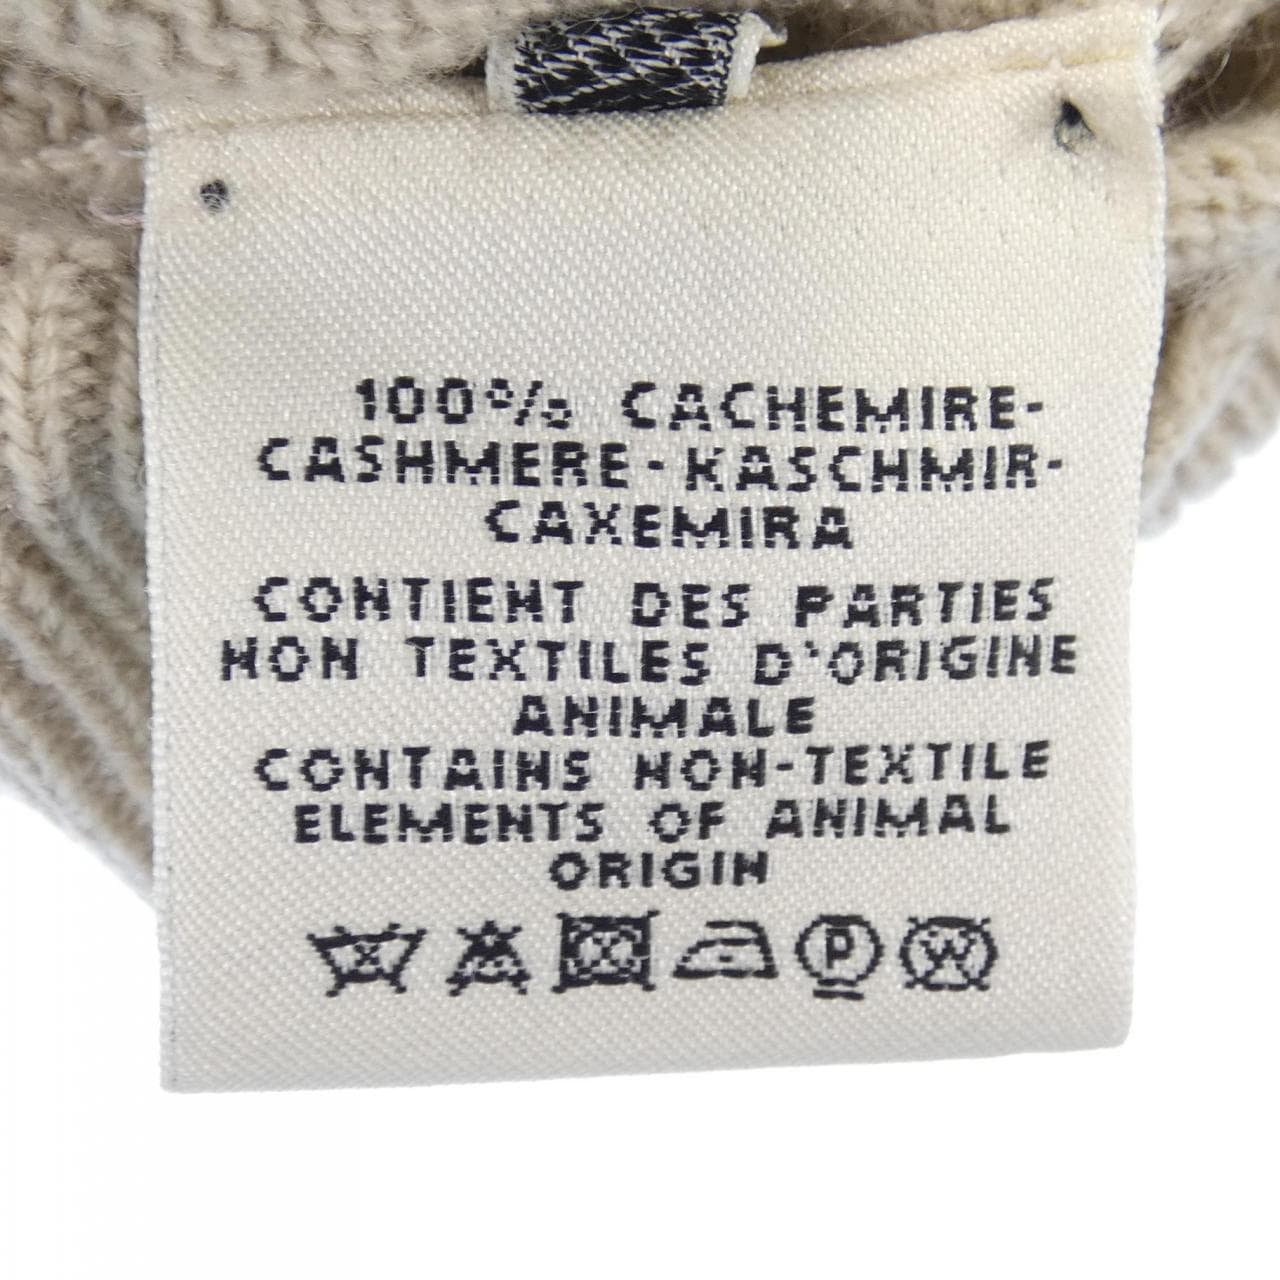 100% CACHEMIRE-
CASHMERE-KASCHMIR-
CAXEMIRA
CONTIENT DES PARTIES
NON TEXTILES D'ORIGINE
ANIMALE
CONTAINS NON-TEXTILE
ELEMENTS OF ANIMAL
ORIGIN
P W